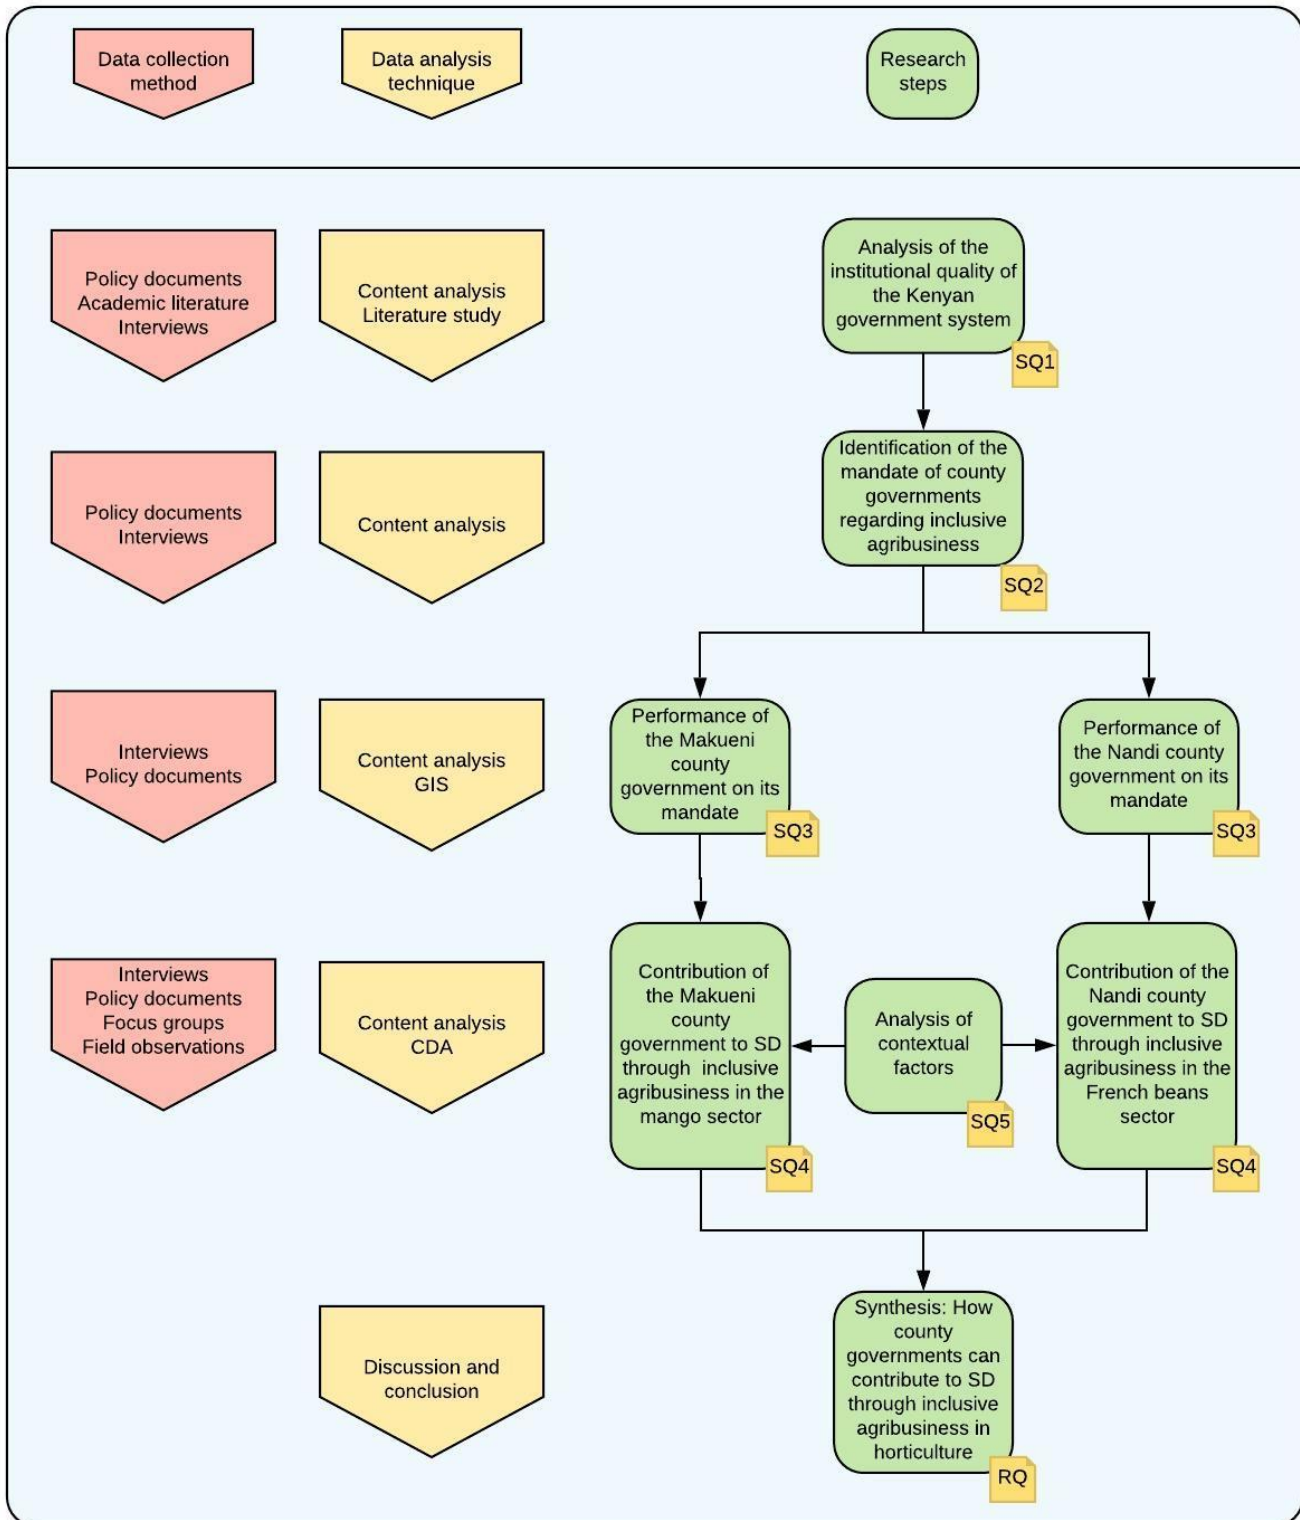 Data collection
method
Data analysis
technique
Research
steps
Policy documents
Academic literature
Interviews
Content analysis
Literature study
Analysis of the
institutional quality of
the Kenyan
government system
SQ1
Policy documents
Interviews
Content analysis
Identification of the
mandate of county
governments
regarding inclusive
agribusiness
SQ2
Interviews
Policy documents
Content analysis
GIS
Performance of
the Makueni
county
government on its
mandate
SQ3
Performance of
the Nandi county
government on its
mandate
SQ3
Interviews
Policy documents
Focus groups
Field observations
Content analysis
CDA
Contribution of
the Makueni
county
government to SD
through inclusive
agribusiness in the
mango sector
SQ4
Analysis of
contextual
factors
SQ5
Contribution of the
Nandi county
government to SD
through inclusive
agribusiness in the
French beans
sector
SQ4
Discussion and
conclusion
Synthesis: How
county
governments can
contribute to SD
through inclusive
agribusiness in
horticulture
RQ